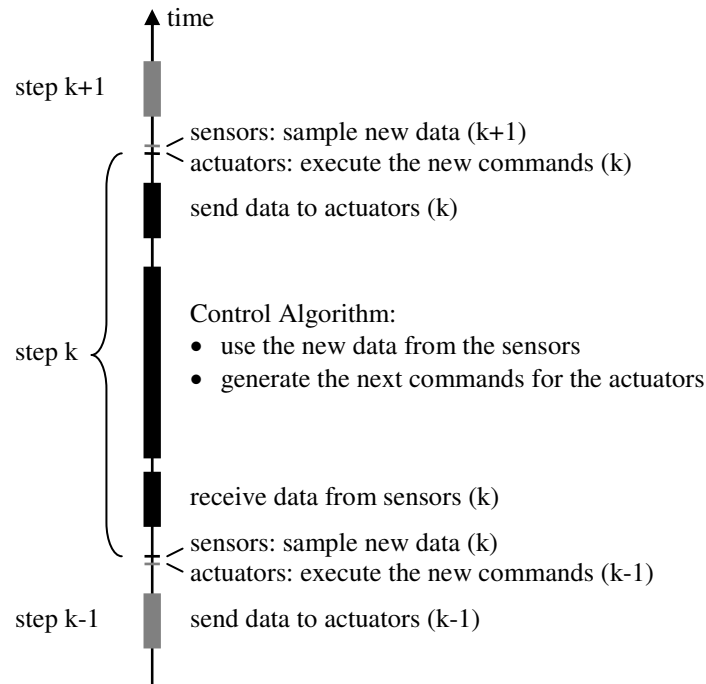 time
step k+1
sensors: sample new data (k+1)
actuators: execute the new commands (k)
send data to actuators (k)
Control Algorithm:
• use the new data from the sensors
step k
• generate the next commands for the actuators
receive data from sensors (k)
sensors: sample new data (k)
actuators: execute the new commands (k-1)
step k-1
send data to actuators (k-1)